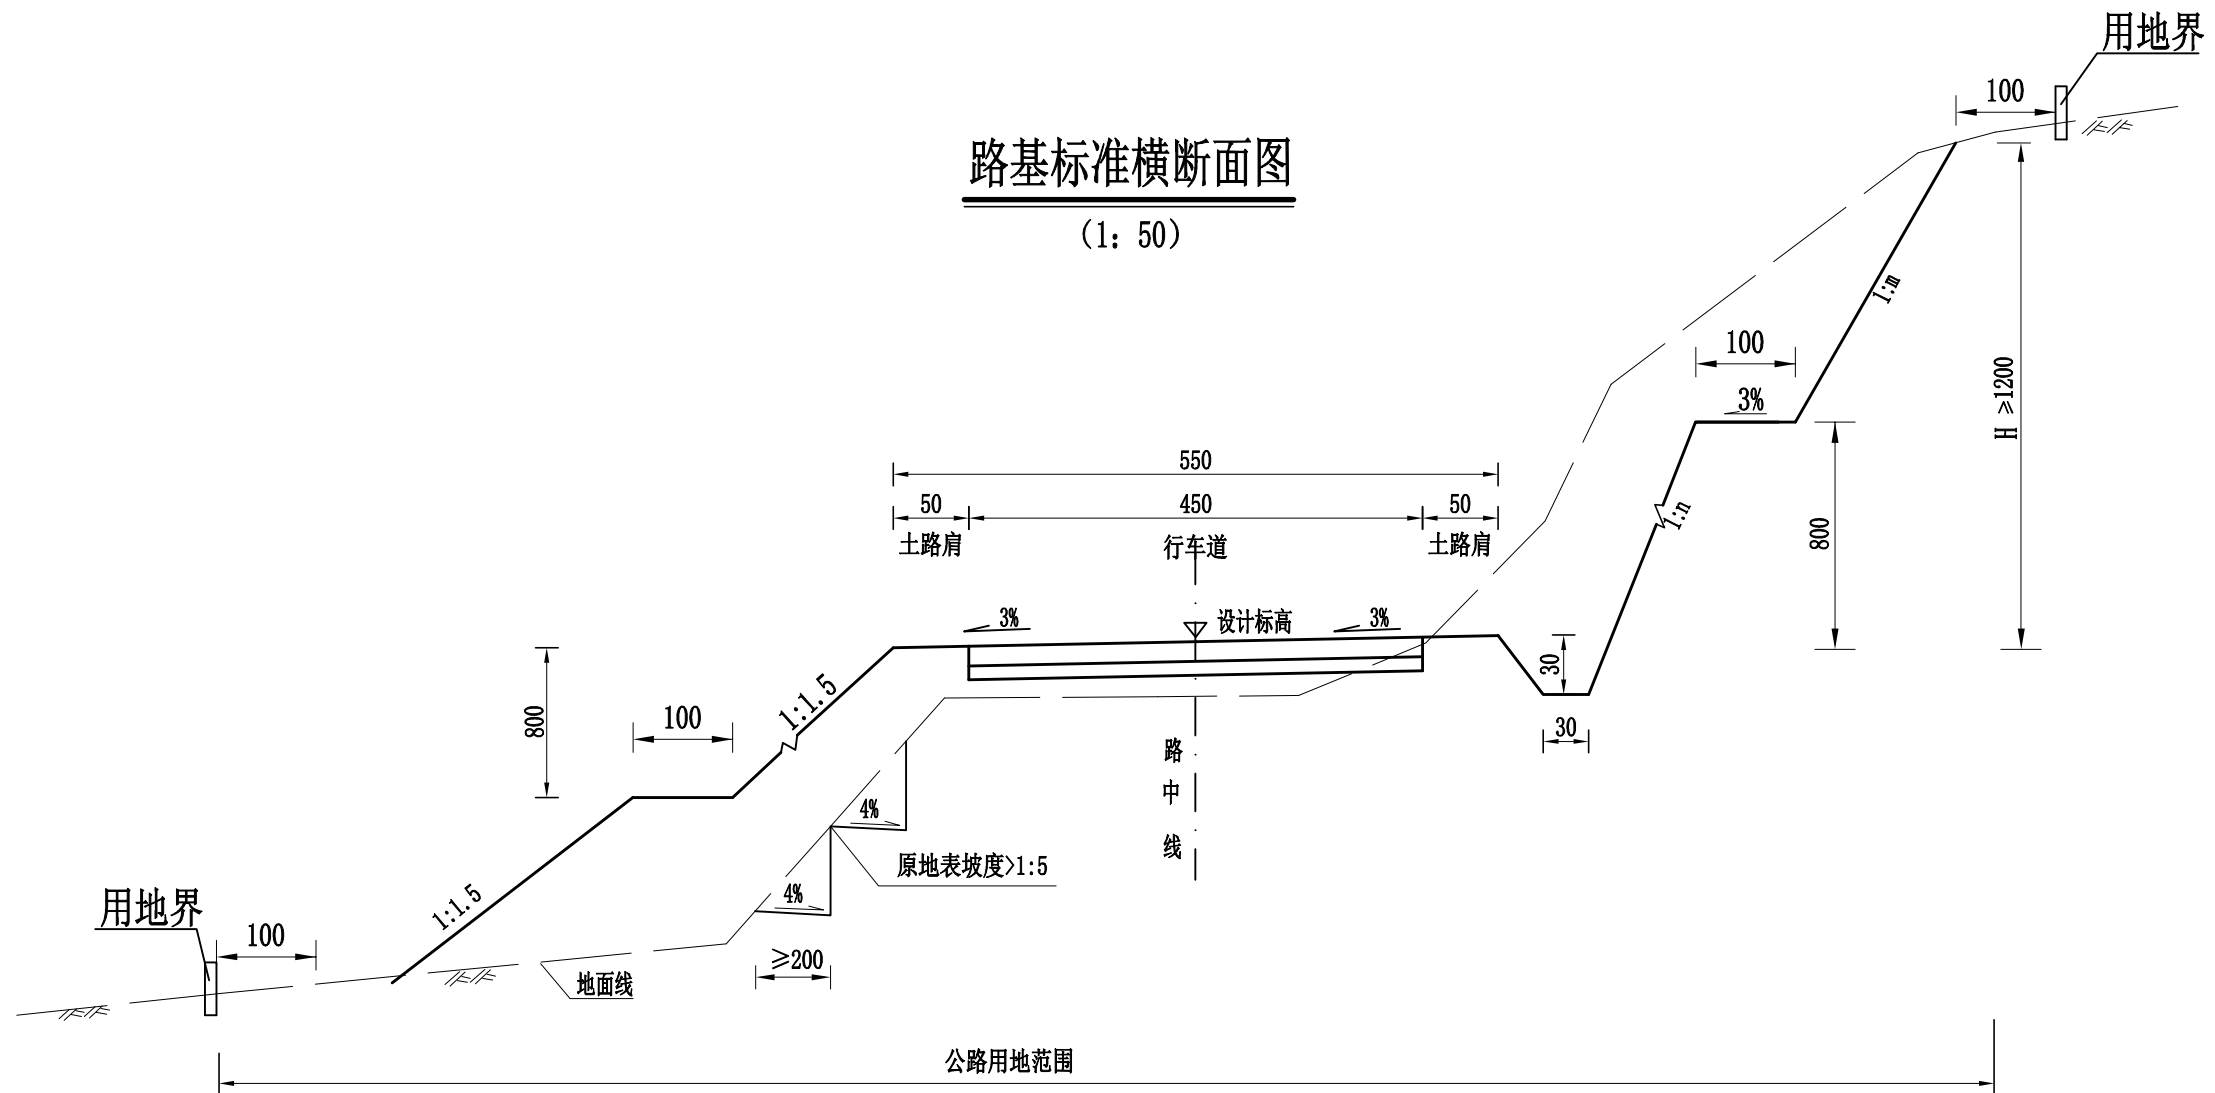 用地界
100
路基标准横断面图
(1: 50)
1:m
100
3%
H ≥1200
550
50
450
50
土路肩
行车道
土路肩
1:n
800
3%
设计标高
3%
30
30
800
100
1:1.5
路
中
线
4%
原地表坡度>1:5
4%
用地界
1:1.5
100
≥200
地面线
公路用地范围